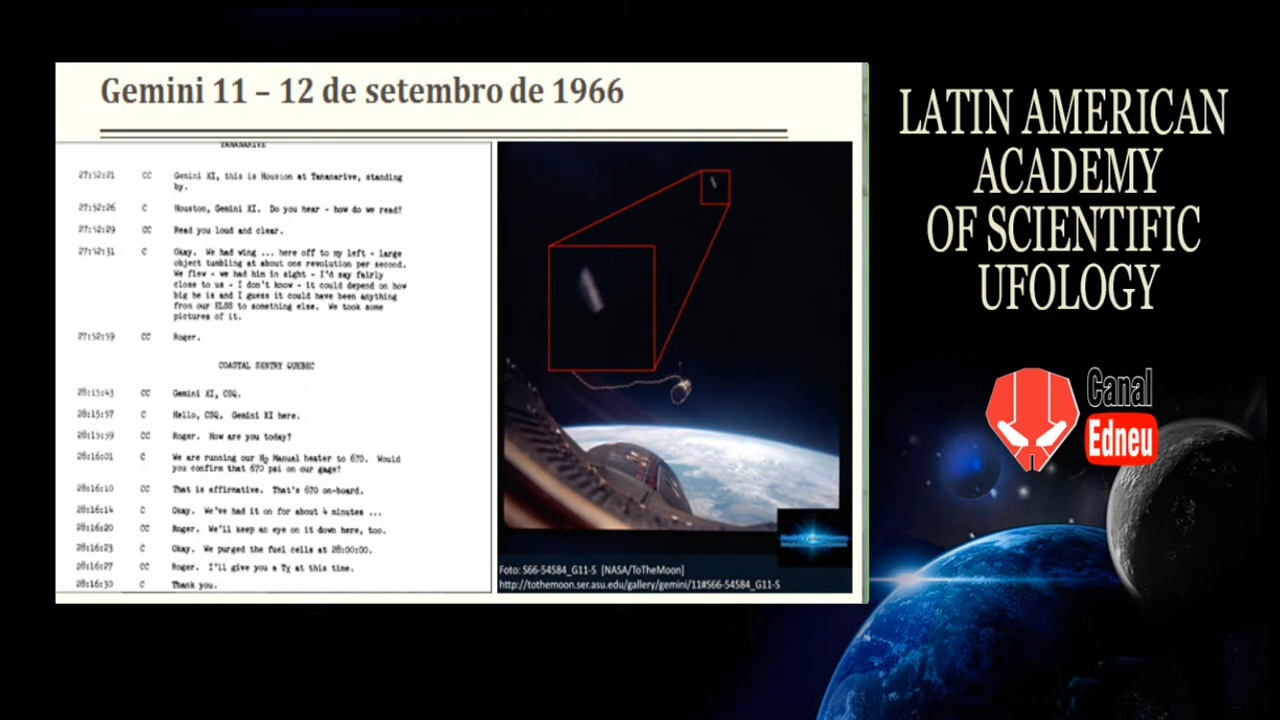 Gemini 11 – 12 de setembro de 1966
TANANARIVE
27:52:21 CC Gemini XI, this is Houston at Tananarive, standing
by.
27:52:26 C Houston, Gemini XI. Do you hear - how do we read?
27:52:29 CC Read you loud and clear.
27:52:31 C Okay. We had wing ... here off to my left - large
object tumbling at about one revolution per second.
We flew - we had him in sight - I'd say fairly
close to us - I don't know - it could depend on how
big he is and I guess it could have been anything
from our ELSS to something else. We took some
pictures of it.
27:52:59 CC Roger.
COASTAL SENTRY QUEBEC
28:15:43 CC Gemini XI, CSQ.
28:15:57 C Hello, CSQ. Gemini XI here.
28:15:59 CC Roger. How are you today?
28:16:01 C We are running our H2 Manual heater to 670. Would
you confirm that 670 psi on our gage?
28:16:10 CC That is affirmative. That's 670 on-board.
28:16:14 C Okay. We've had it on for about 4 minutes ...
28:16:20 CC Roger. We'll keep an eye on it down here, too.
28:16:23 C Okay. We purged the fuel cells at 28:00:00.
28:16:27 CC Roger. I'll give you a TX at this time.
28:16:30 C Thank you.
Foto: S66-54584_G11-S [NASA/ToTheMoon]
http://tothemoon.ser.asu.edu/gallery/gemini/11#S66-54584_G11-S
LATIN AMERICAN
ACADEMY
OF SCIENTIFIC
UFOLOGY
Canal
Edneu